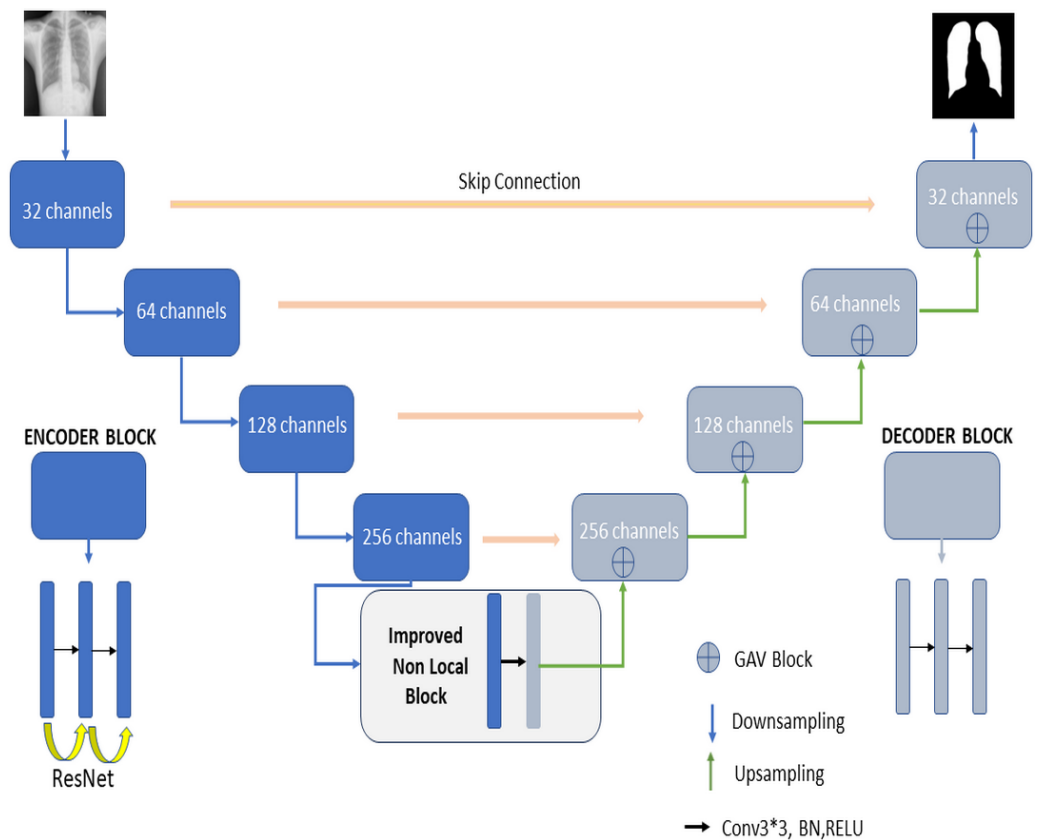 Skip Connection
32 channels
32 channels
64 channels
64 channels
128 channels
128 channels
ENCODER BLOCK
DECODER BLOCK
256 channels
256 channels
Improved
Non Local
Block
GAV Block
Downsampling
Upsampling
ResNet
Conv3*3, BN,RELU